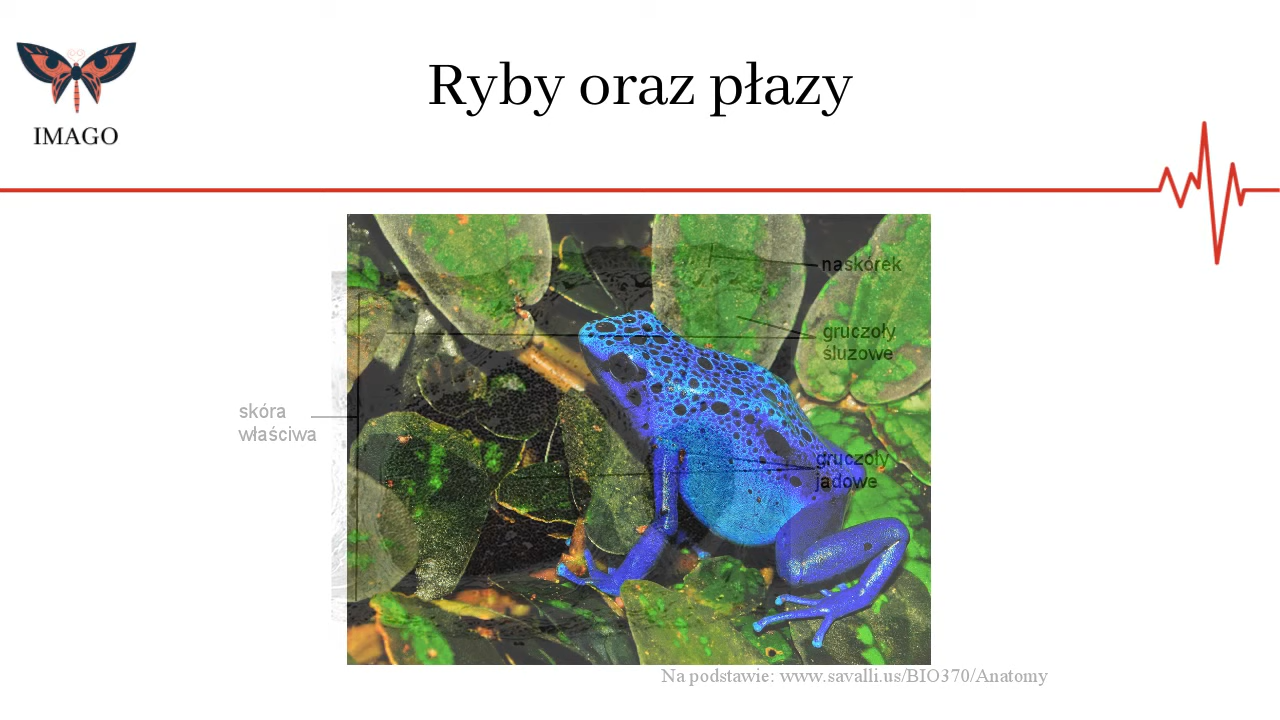 Ryby oraz płazy
IMAGO
naskórek
gruczoły
śluzowe
skóra
właściwa
gruczoły
jadowe
Na podstawie: www.savalli.us/BIO370/Anatomy